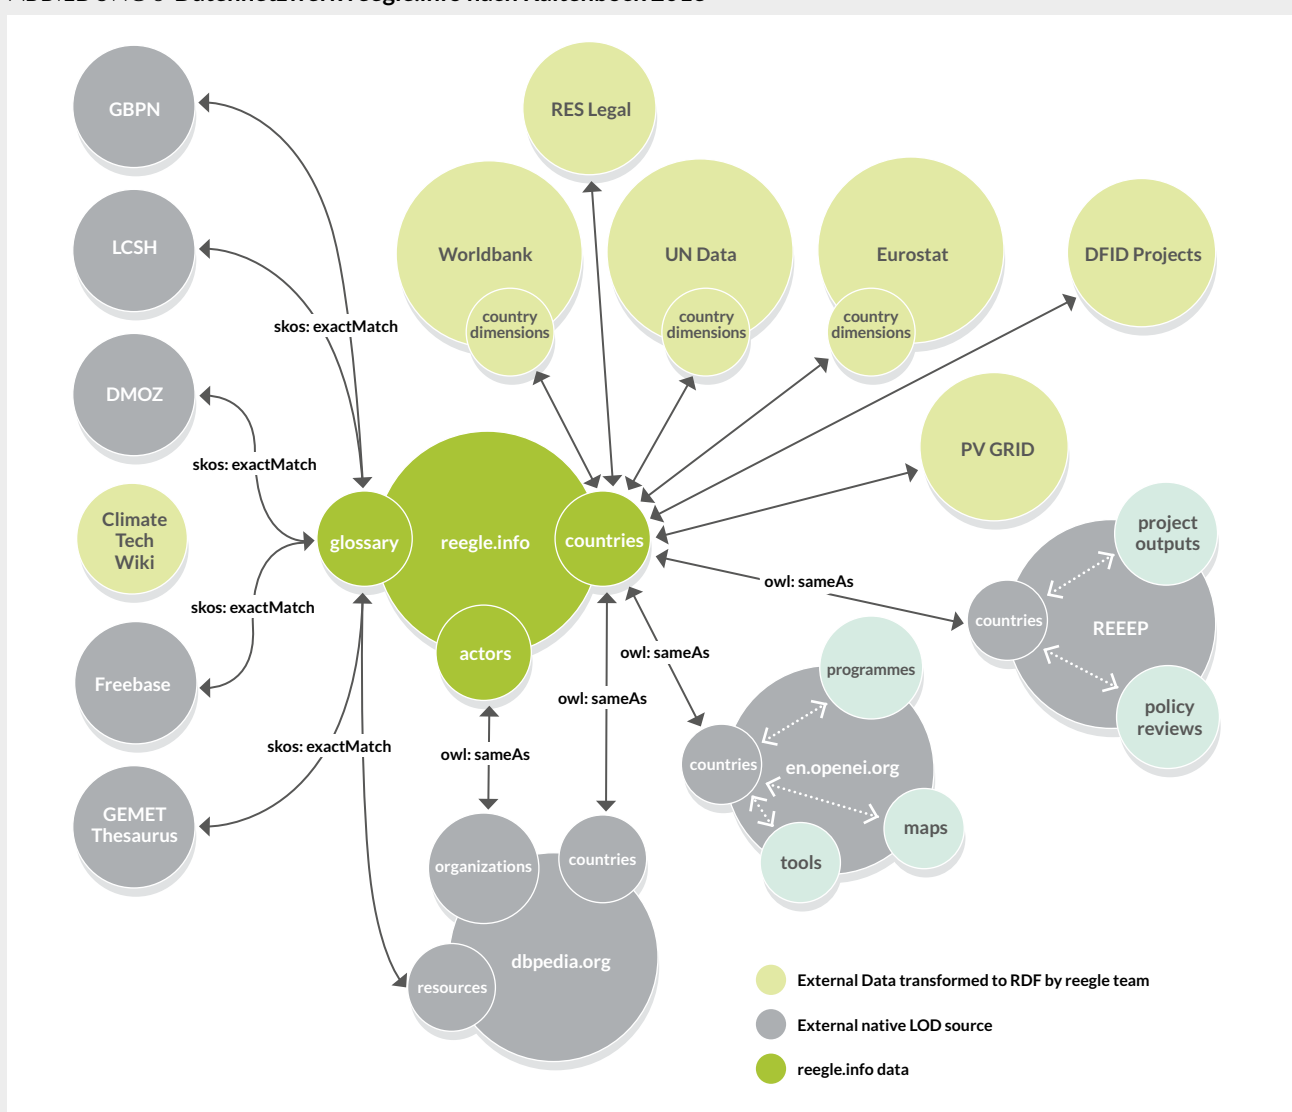 GBPN
RES Legal
LCSH
Worldbank
UN Data
Eurostat
DFID Projects
country
dimensions
country
dimensions
country
dimensions
skos: exactMatch
DMOZ
PV GRID
skos: exactMatch
Climate
Tech
Wiki
glossary
reegle.info
countries
project
outputs
owl: sameAs
skos: exactMatch
countries
REEEP
actors
owl: sameAs
programmes
Freebase
owl: sameAs
policy
reviews
skos: exactMatch
owl: sameAs
countries
en.openei.org
GEMET
Thesaurus
maps
organizations
countries
tools
dbpedia.org
resources
External Data transformed to RDF by reegle team
External native LOD source
reegle.info data